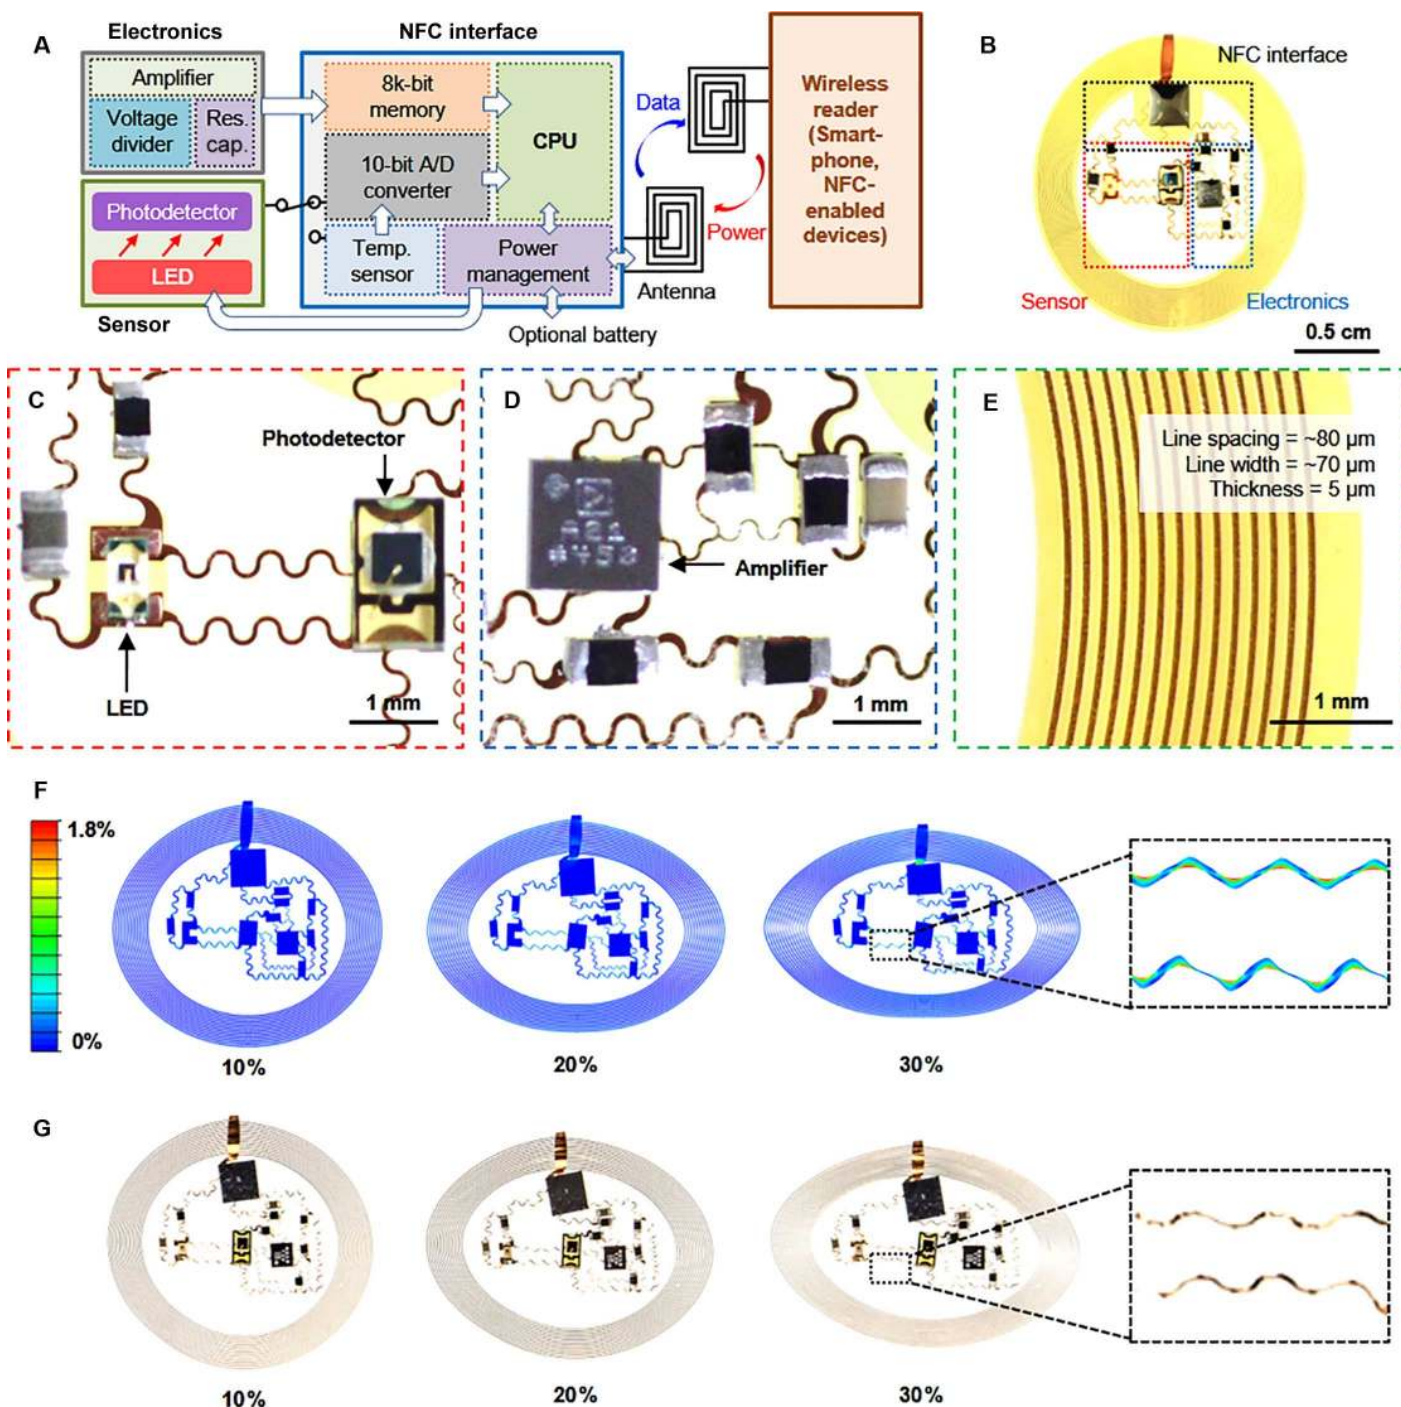 A
Electronics
NFC interface
Amplifier
Voltage
divider
Res.
cap.
8k-bit
memory
10-bit A/D
converter
CPU
Photodetector
LED
Sensor
Temp.
sensor
Power
management
Optional battery
Data
Power
Antenna
Wireless
reader
(Smart-
phone,
NFC-
enabled
devices)
B
NFC interface
Sensor
Electronics
0.5 cm
C
Photodetector
LED
1 mm
D
Amplifier
1 mm
E
Line spacing = ~80 µm
Line width = ~70 µm
Thickness = 5 µm
1 mm
F
1.8%
0%
10%
20%
30%
G
10%
20%
30%